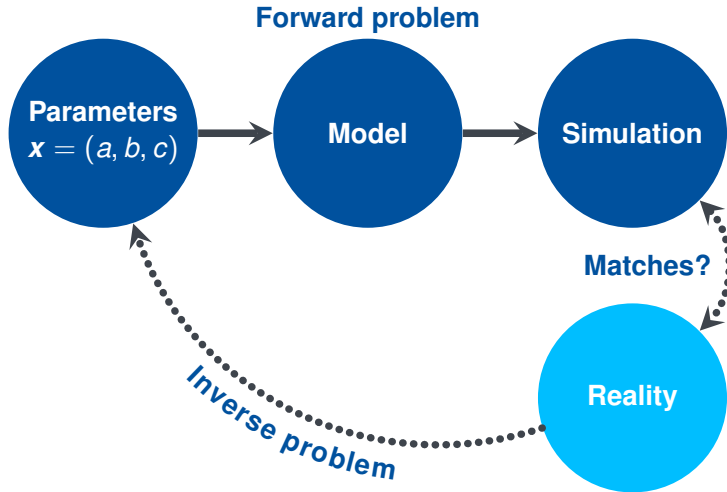 Forward problem
Parameters
x = (a, b, c)
Model
Simulation
Matches?
Reality
Inverse problem